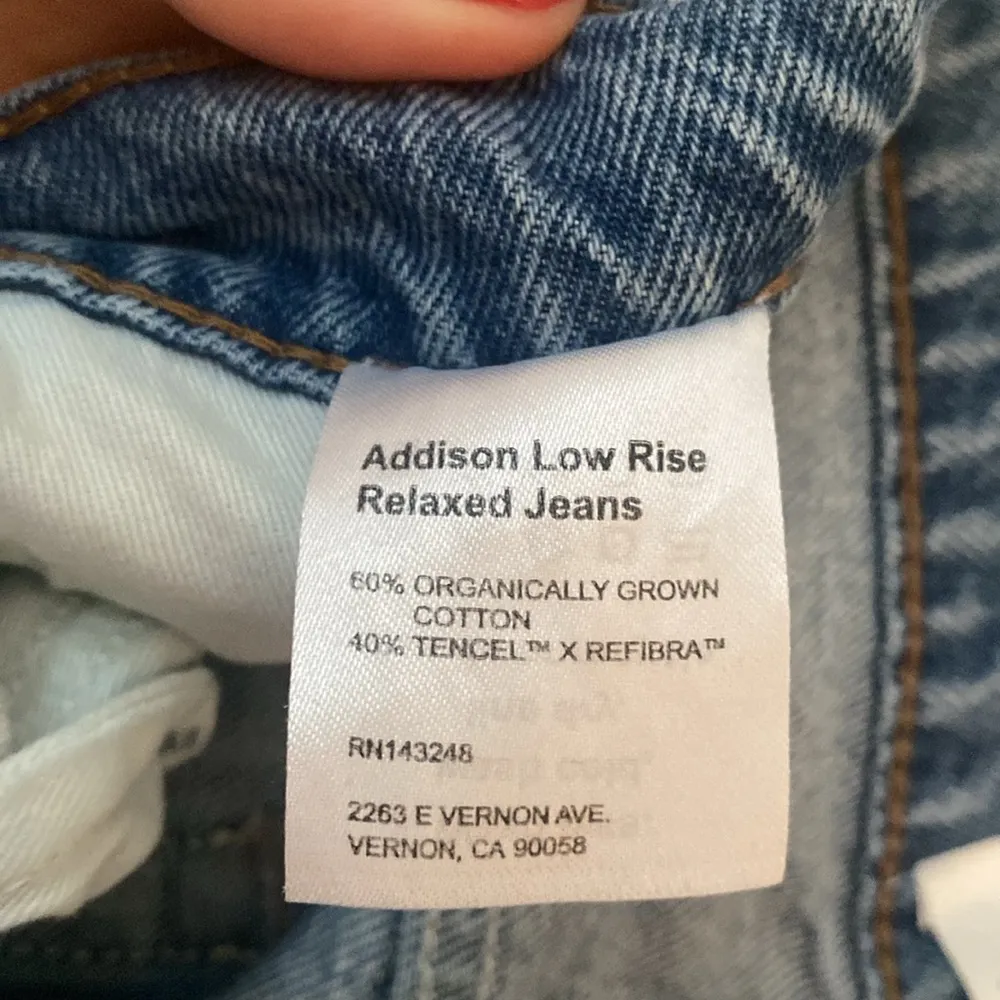 Addison Low Rise
Relaxed Jeans
60% ORGANICALLY GROWN
COTTON
40% TENCEL™ X REFIBRA™
RN143248
2263 E VERNON AVE.
VERNON, CA 90058